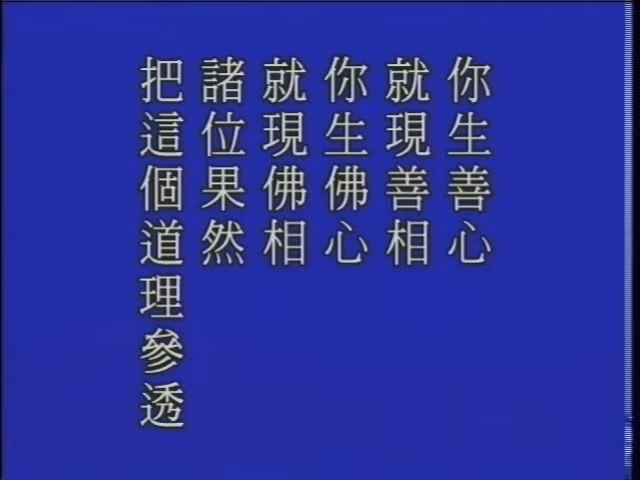 你生善心
就現善相
你生佛心
就現佛相
諸位果然
把這個道理參透